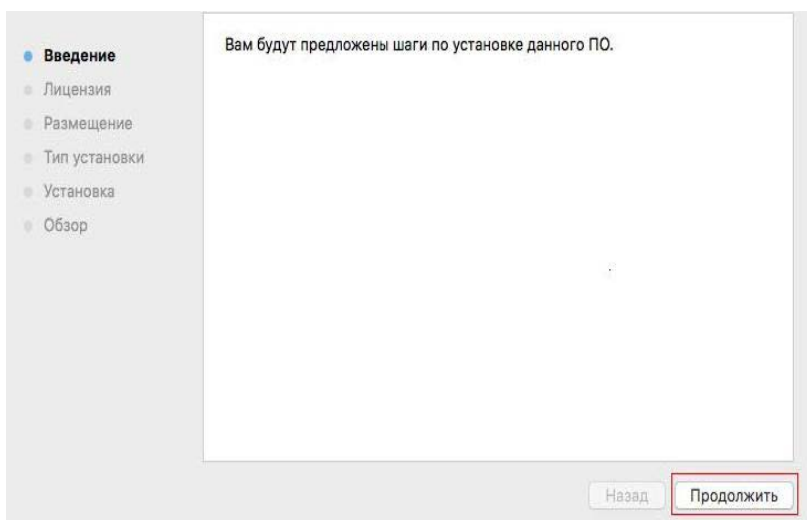 Введение
Лицензия
Размещение
Тип установки
Установка
Обзор
Вам будут предложены шаги по установке данного ПО.
Назад
Продолжить